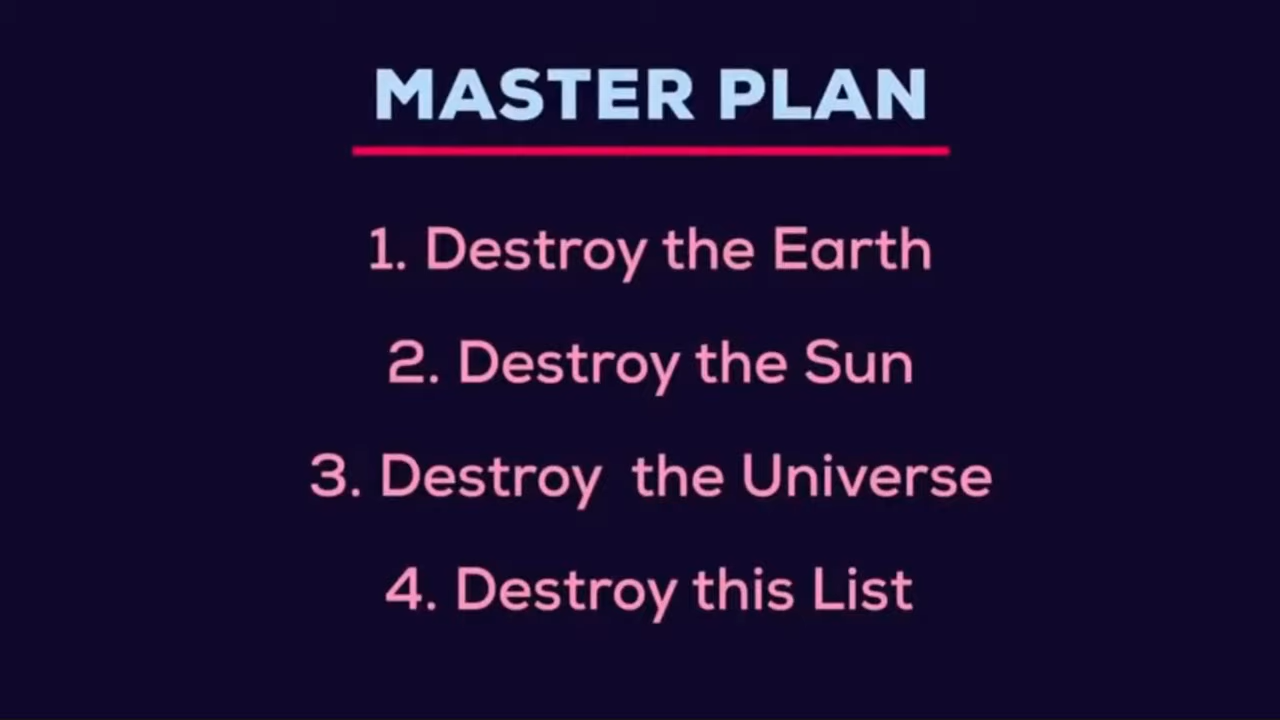 MASTER PLAN
1. Destroy the Earth
2. Destroy the Sun
3. Destroy  the Universe
4. Destroy this List